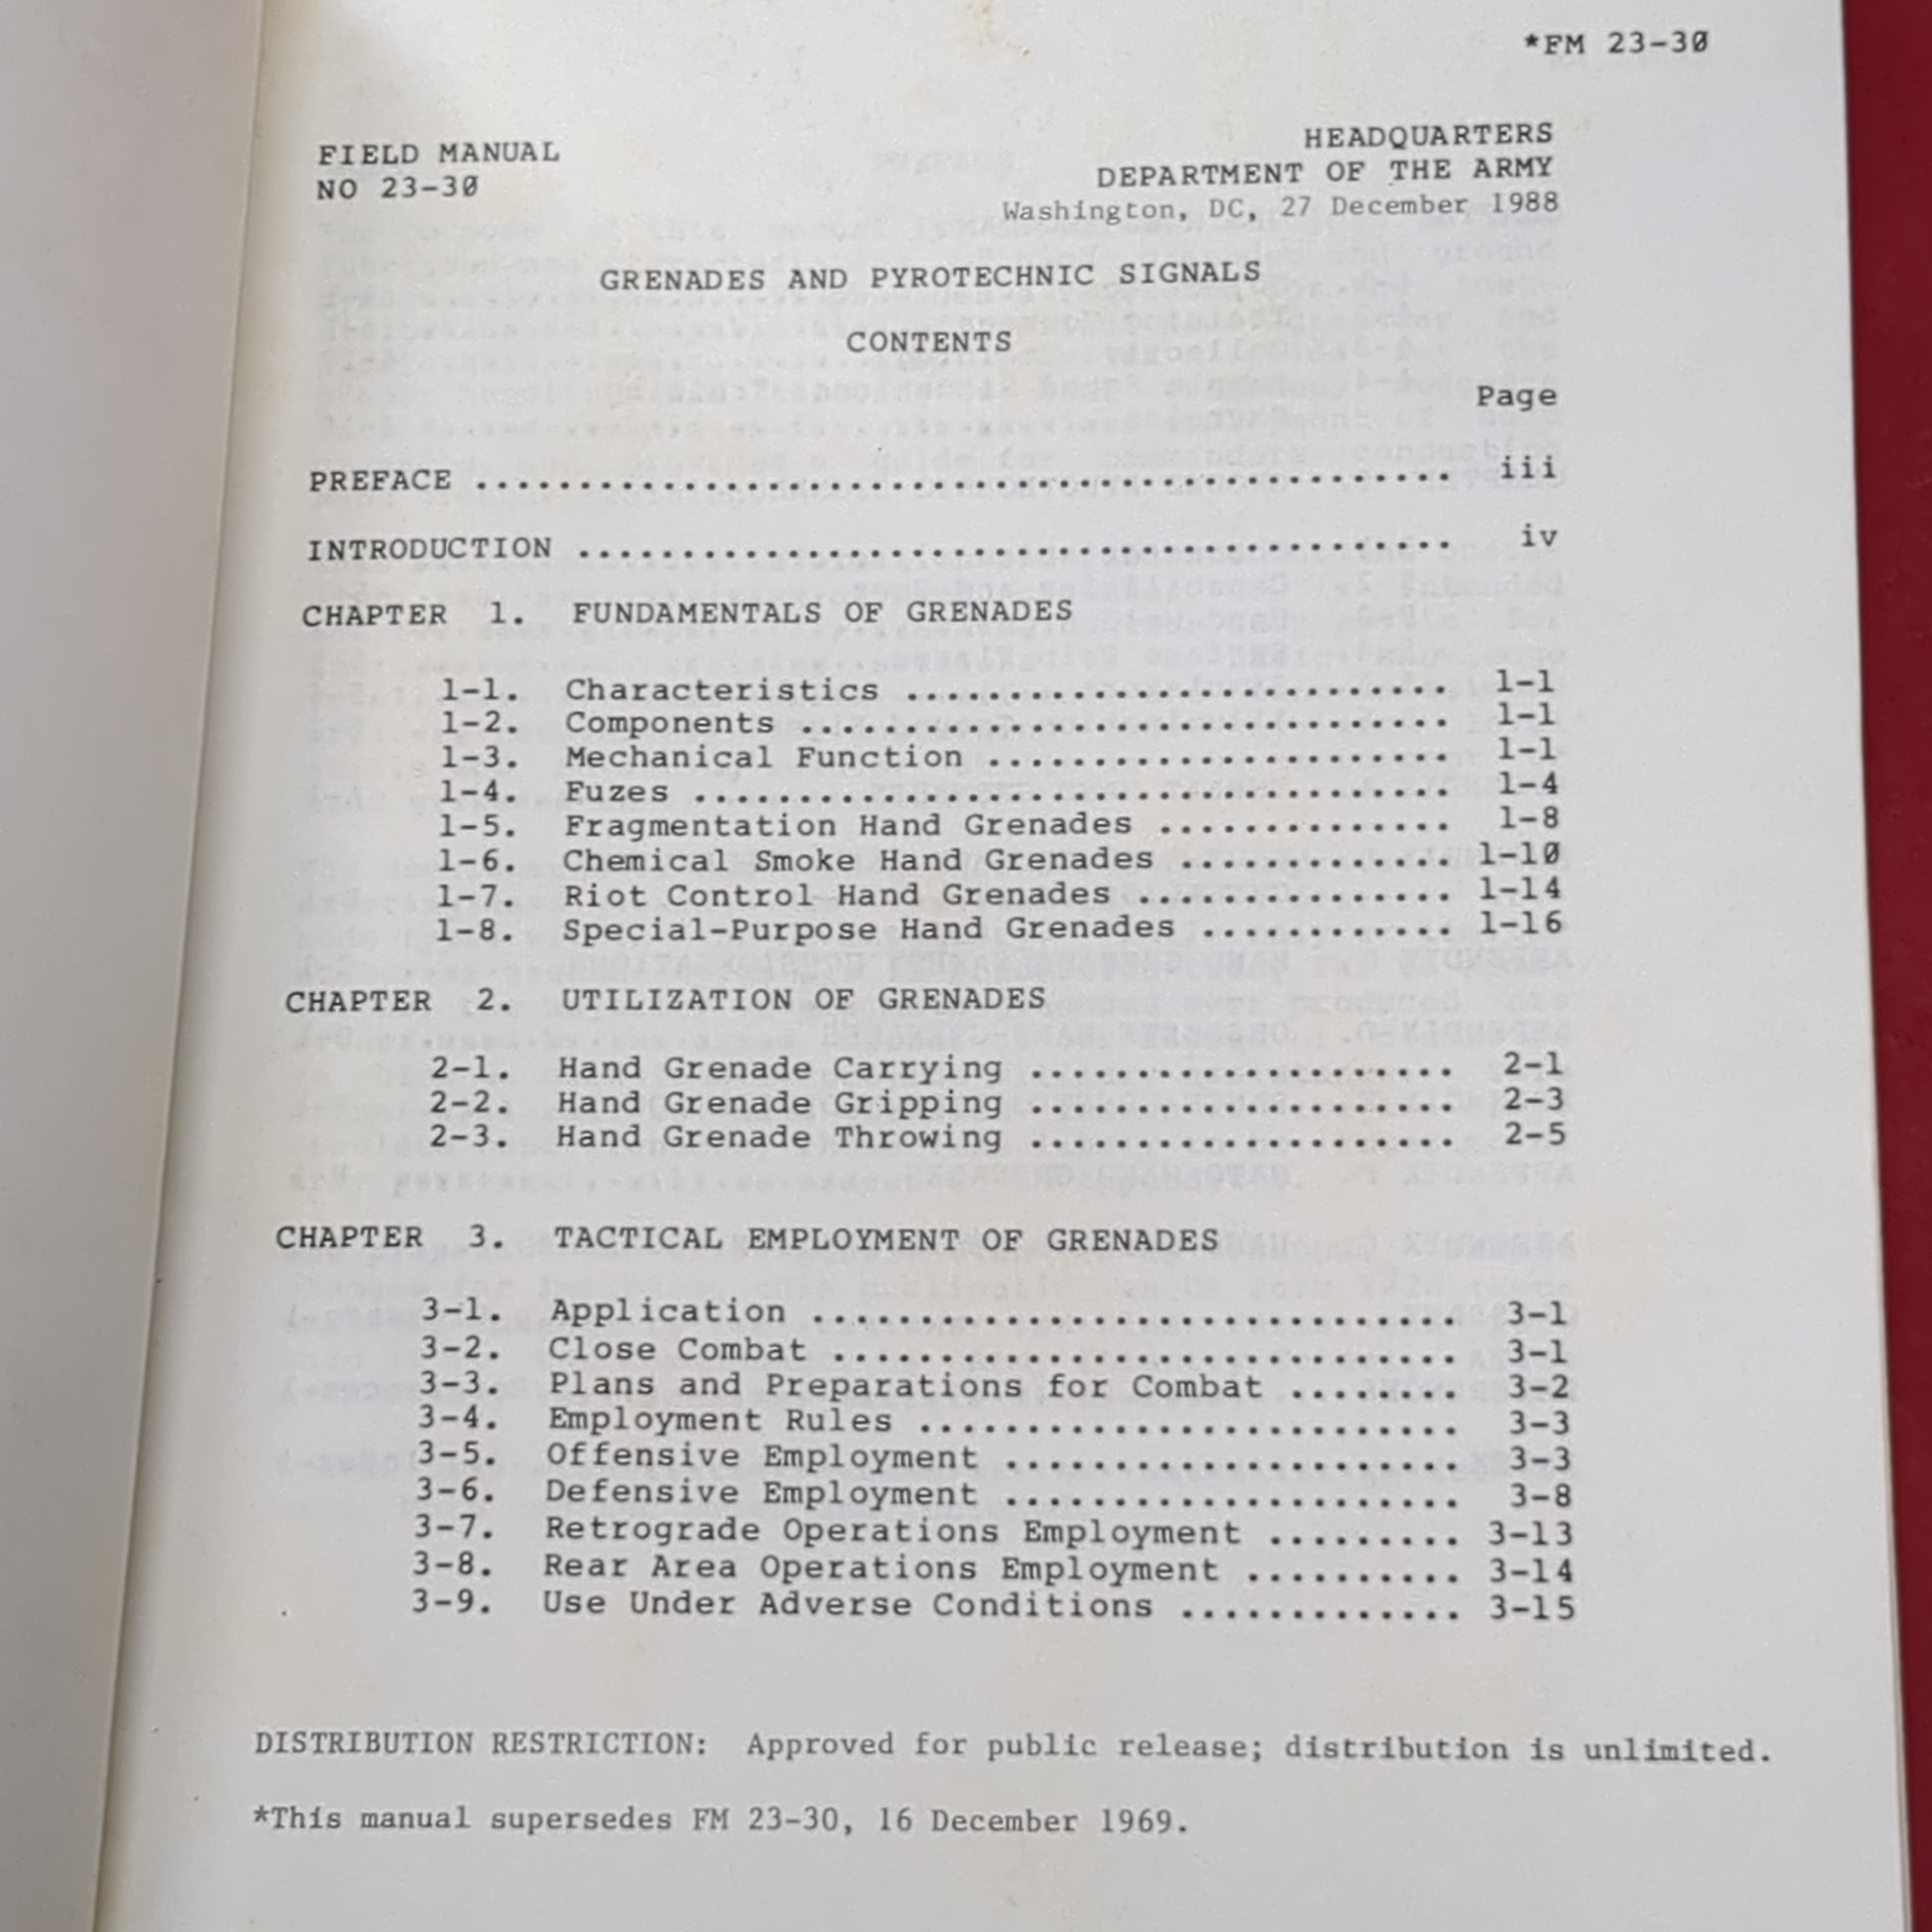 *FM 23-30
FIELD MANUAL
NO 23-30
HEADQUARTERS
DEPARTMENT OF THE ARMY
Washington, DC, 27 December 1988
GRENADES AND PYROTECHNIC SIGNALS
CONTENTS
Page
PREFACE ................................................ iii
INTRODUCTION ........................................... iv
CHAPTER 1. FUNDAMENTALS OF GRENADES
1-1. Characteristics .......................... 1-1
1-2. Components ............................... 1-1
1-3. Mechanical Function ...................... 1-1
1-4. Fuzes .................................... 1-4
1-5. Fragmentation Hand Grenades .............. 1-8
1-6. Chemical Smoke Hand Grenades ............. 1-10
1-7. Riot Control Hand Grenades ............... 1-14
1-8. Special-Purpose Hand Grenades ............ 1-16
CHAPTER 2. UTILIZATION OF GRENADES
2-1. Hand Grenade Carrying .................... 2-1
2-2. Hand Grenade Gripping .................... 2-3
2-3. Hand Grenade Throwing .................... 2-5
CHAPTER 3. TACTICAL EMPLOYMENT OF GRENADES
3-1. Application .............................. 3-1
3-2. Close Combat ............................. 3-1
3-3. Plans and Preparations for Combat ........ 3-2
3-4. Employment Rules ......................... 3-3
3-5. Offensive Employment ..................... 3-3
3-6. Defensive Employment ..................... 3-8
3-7. Retrograde Operations Employment ......... 3-13
3-8. Rear Area Operations Employment .......... 3-14
3-9. Use Under Adverse Conditions ............. 3-15
DISTRIBUTION RESTRICTION: Approved for public release; distribution is unlimited.
*This manual supersedes FM 23-30, 16 December 1969.